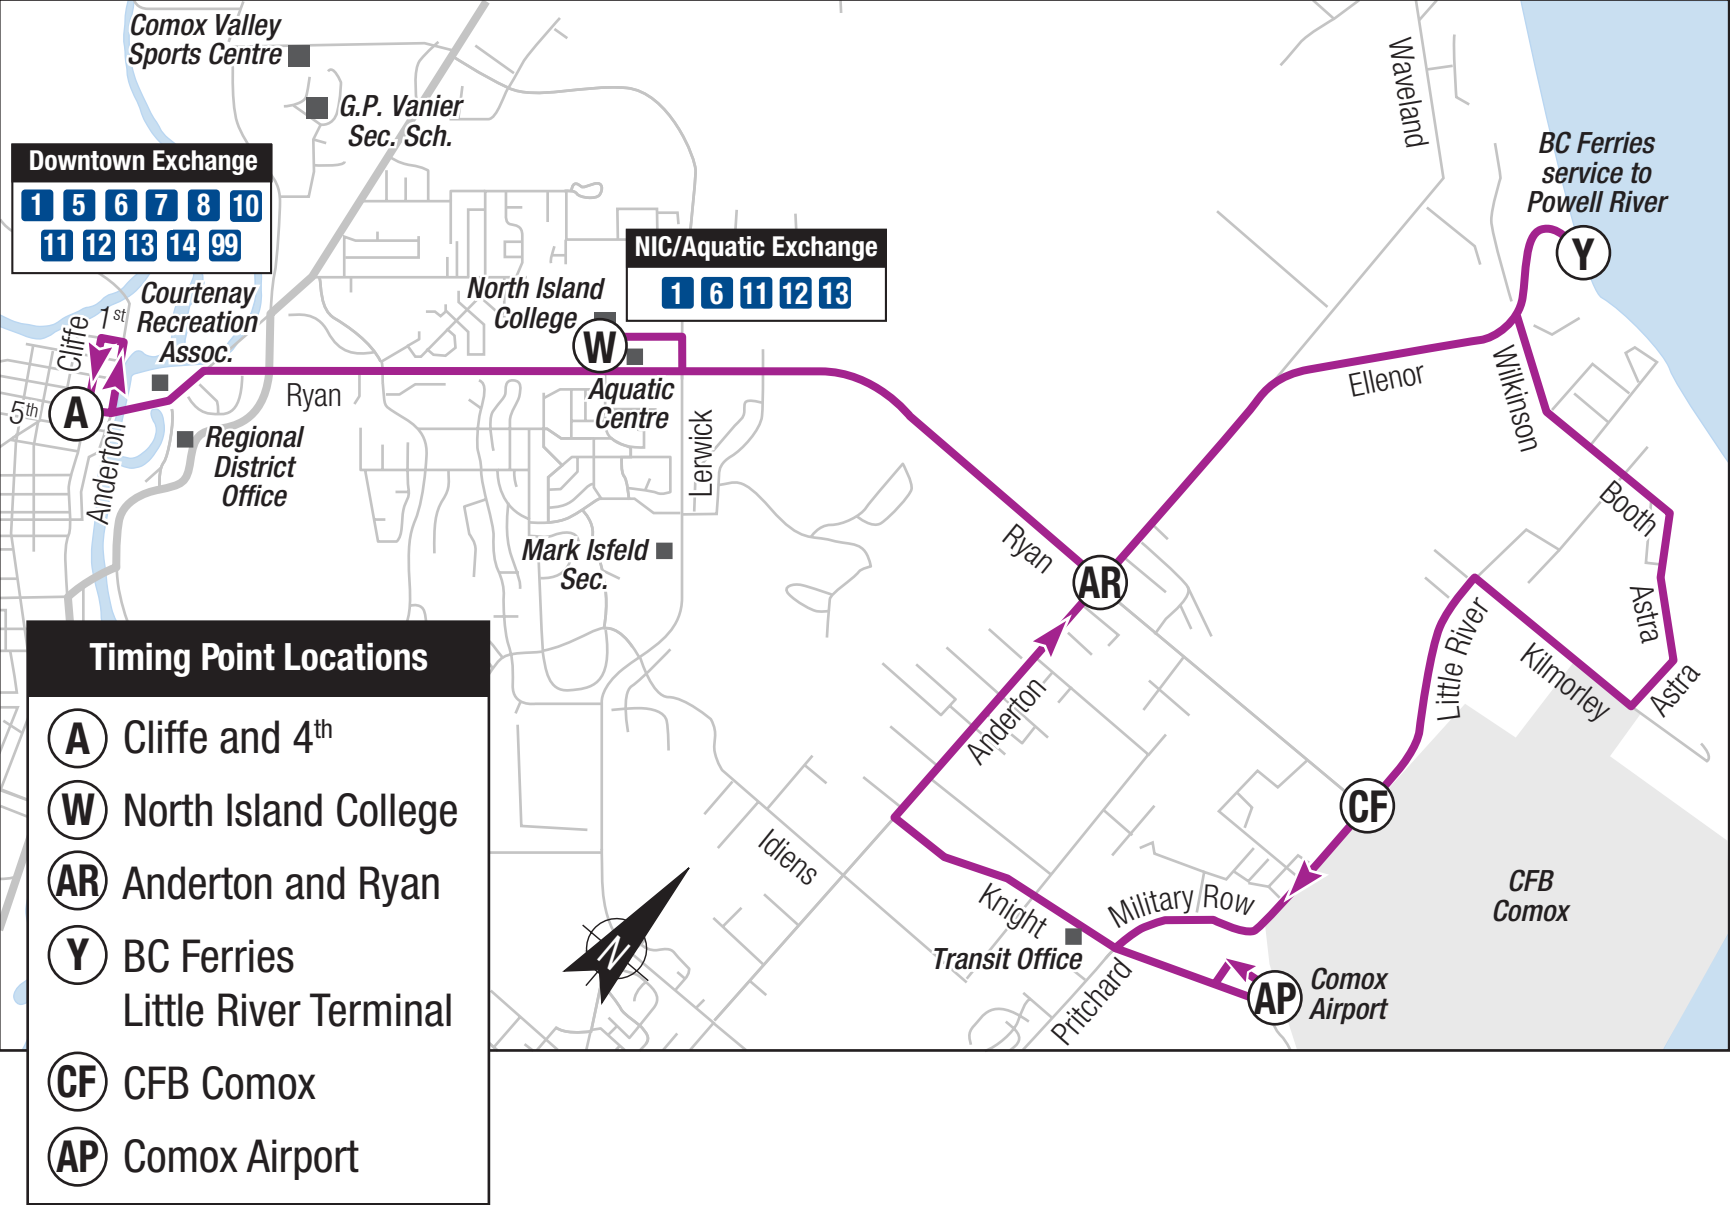 Comox Valley
Sports Centre
G.P. Vanier
Sec. Sch.
Waveland
BC Ferries
service to
Powell River
Y
Downtown Exchange
1 5 6 7 8 10
11 12 13 14 99
NIC/Aquatic Exchange
1 6 11 12 13
North Island
College
W
Aquatic
Centre
Courtenay
Recreation
Assoc.
Cliffe
1st
5th
A
Anderton
Ryan
Regional
District
Office
Lerwick
Mark Isfeld
Sec.
Ellenor
Wilkinson
Booth
Ryan
AR
Astra
Astra
Little River
Kilmorley
Anderton
CF
CFB
Comox
Idiens
Knight
Military Row
Transit Office
Pritchard
AP
Comox
Airport
N
Timing Point Locations
A Cliffe and 4th
W North Island College
AR Anderton and Ryan
Y BC Ferries
Little River Terminal
CF CFB Comox
AP Comox Airport